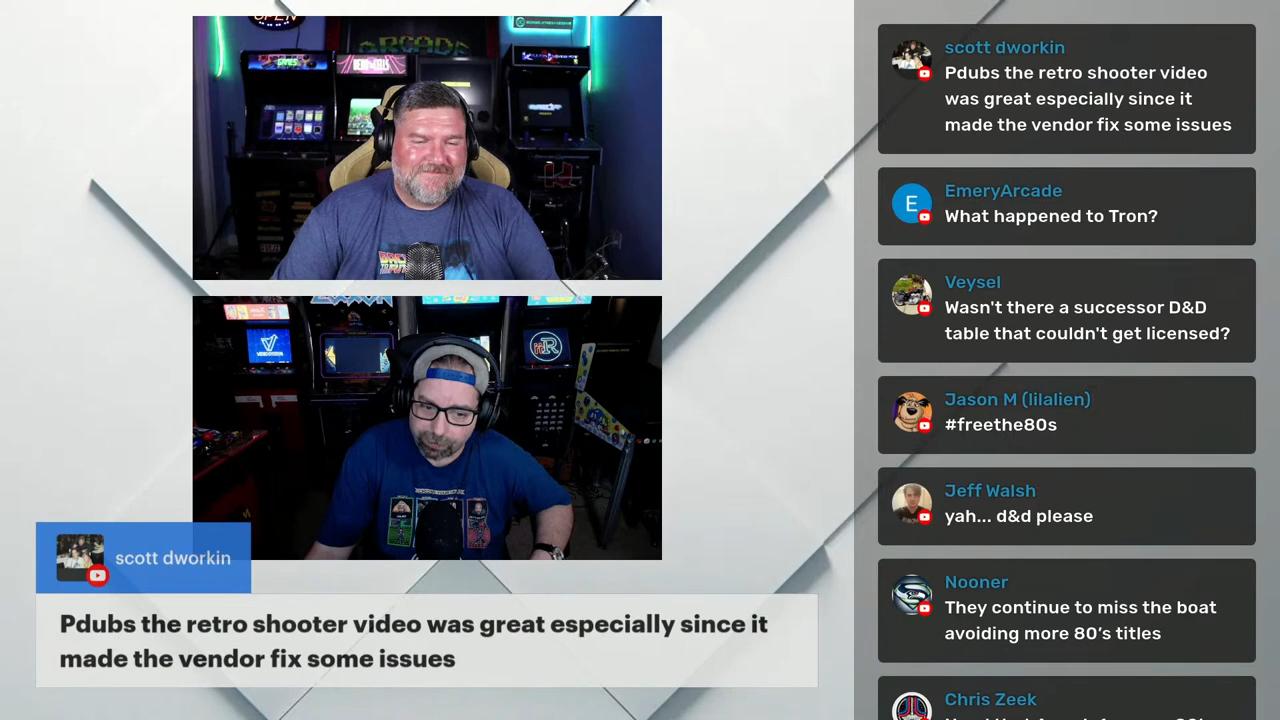 OPEN
ARCADE
GAMES
scott dworkin
Pdubs the retro shooter video was great especially since it
made the vendor fix some issues
scott dworkin
Pdubs the retro shooter video
was great especially since it
made the vendor fix some issues
E
EmeryArcade
What happened to Tron?
Veysel
Wasn't there a successor D&D
table that couldn't get licensed?
Jason M (lilalien)
#freethe80s
Jeff Walsh
yah... d&d please
Nooner
They continue to miss the boat
avoiding more 80’s titles
Chris Zeek